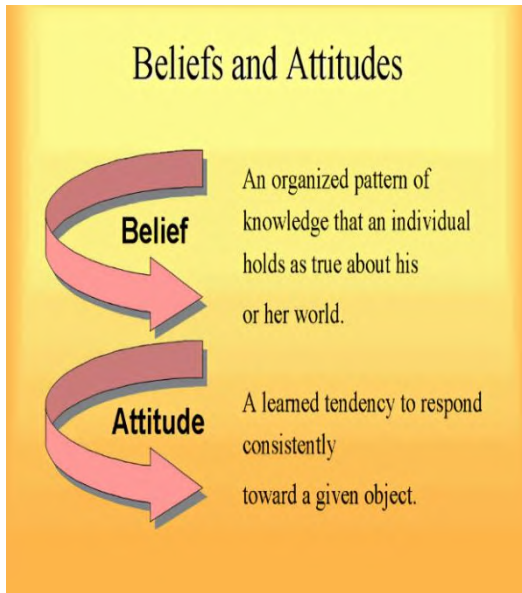 Beliefs and Attitudes
Belief
An organized pattern of
knowledge that an individual
holds as true about his
or her world.
Attitude
A learned tendency to respond
consistently
toward a given object.